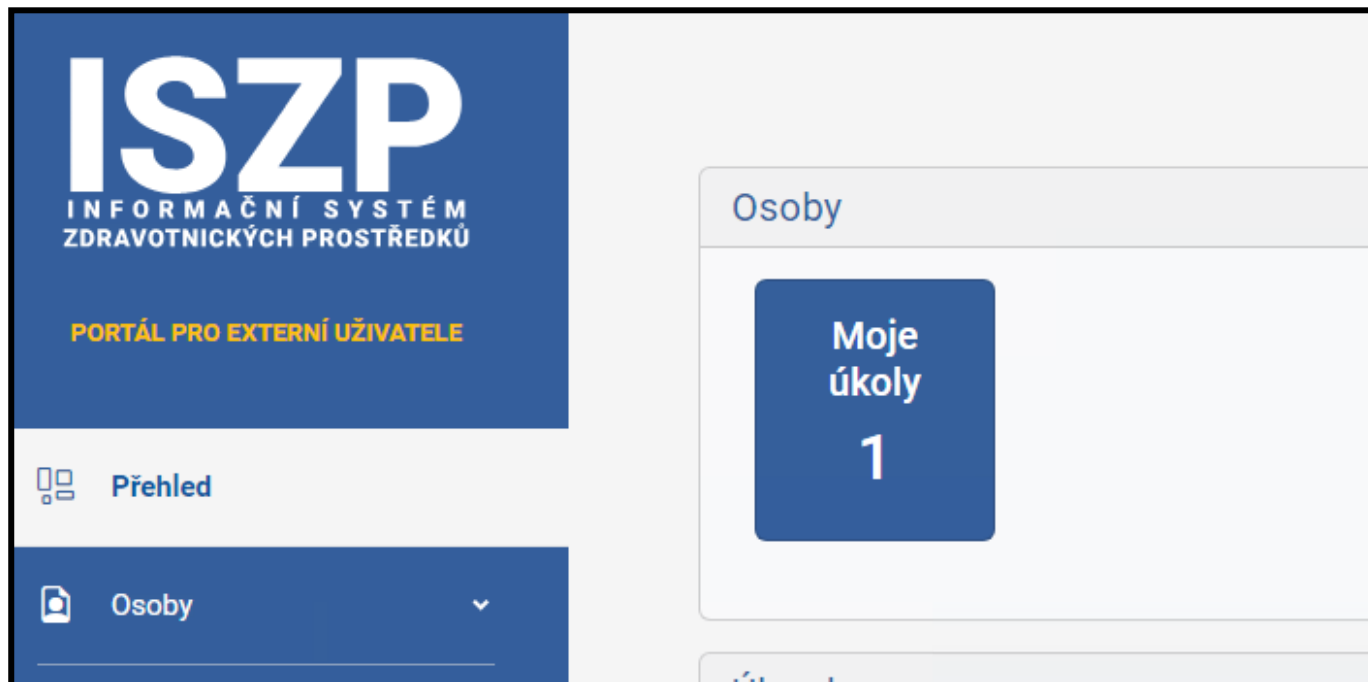 ISZP
INFORMAČNÍ SYSTÉM
ZDRAVOTNICKÝCH PROSTŘEDKŮ
PORTÁL PRO EXTERNÍ UŽIVATELE
Přehled
Osoby
Osoby
Moje
úkoly
1